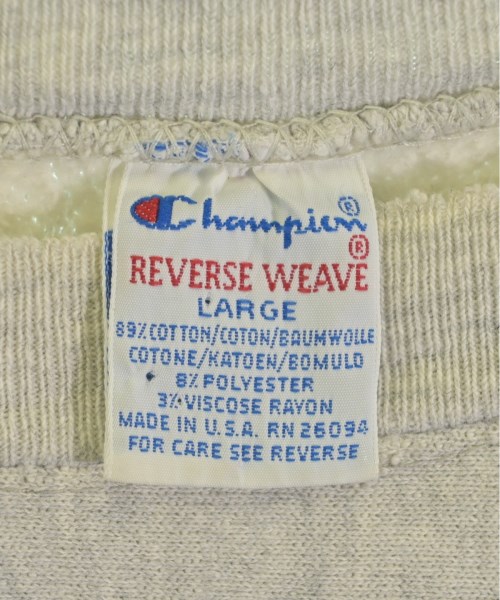 Champion®
®
REVERSE WEAVE
LARGE
89% COTTON/COTON/BAUMWOLLE
COTONE/KATOEN/BOMULD
8% POLYESTER
3% VISCOSE RAYON
MADE IN U.S.A. RN 26094
FOR CARE SEE REVERSE